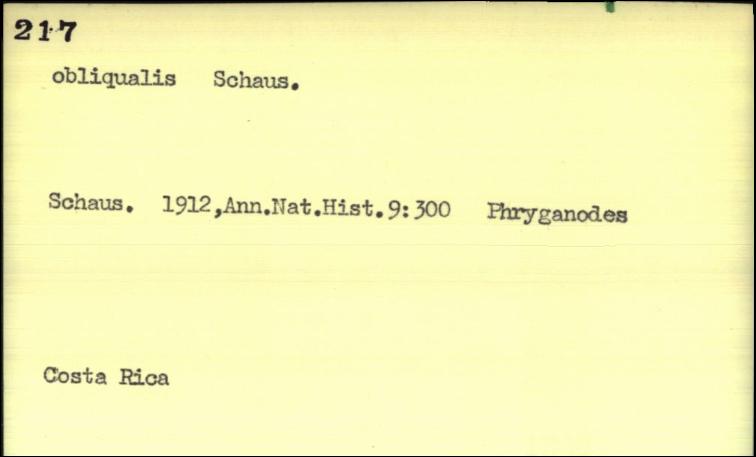 217
obliqualis Schaus.
Schaus. 1912,Ann.Nat.Hist.9:300 Phryganodes
Costa Rica